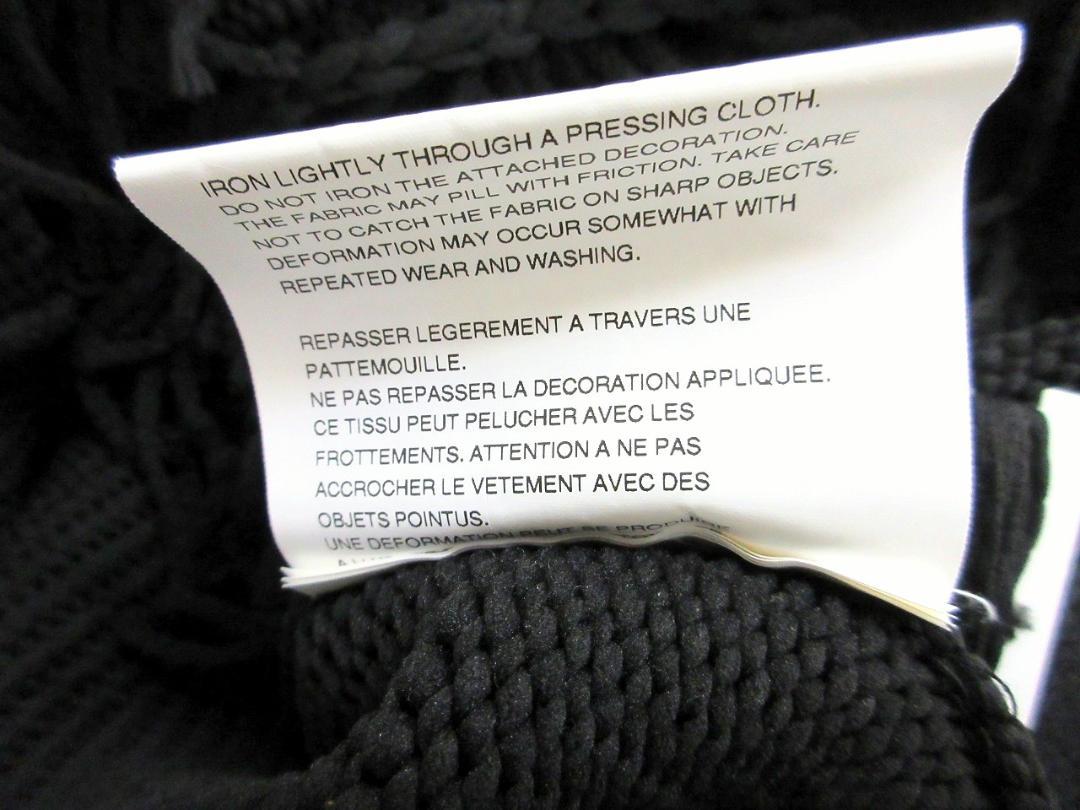 IRON LIGHTLY THROUGH A PRESSING CLOTH.
DO NOT IRON THE ATTACHED DECORATION.
THE FABRIC MAY PILL WITH FRICTION. TAKE CARE
NOT TO CATCH THE FABRIC ON SHARP OBJECTS.
DEFORMATION MAY OCCUR SOMEWHAT WITH
REPEATED WEAR AND WASHING.
REPASSER LEGEREMENT A TRAVERS UNE
PATTEMOUILLE.
NE PAS REPASSER LA DECORATION APPLIQUEE.
CE TISSU PEUT PELUCHER AVEC LES
FROTTEMENTS. ATTENTION A NE PAS
ACCROCHER LE VETEMENT AVEC DES
OBJETS POINTUS.
UNE DEFORMATION PEUT SE PRODUIRE